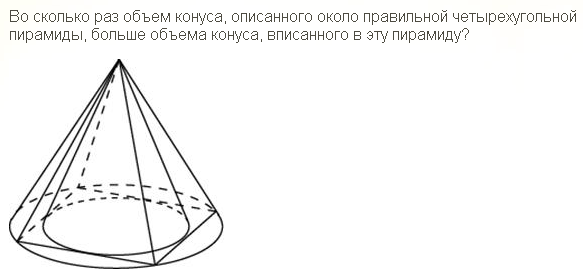 Во сколько раз объем конуса, описанного около правильной четырехугольной
пирамиды, больше объема конуса, вписанного в эту пирамиду?